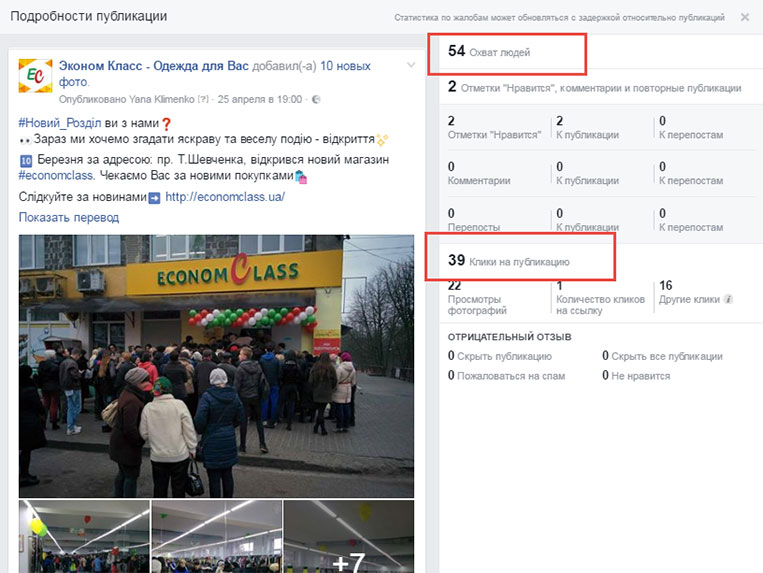 Подробности публикации
Статистика по жалобам может обновляться с задержкой относительно публикаций
EC
Эконом Класс - Одежда для Вас добавил(-а) 10 новых
фото.
Опубликовано Yana Klimenko [?] · 25 апреля в 19:00 ·
#Новий_Розділ ви з нами❓
👀Зараз ми хочемо згадати яскраву та веселу подію - відкриття✨
🔟 Березня за адресою: пр. Т.Шевченка, відкрився новий магазин
#economclass. Чекаємо Вас за новими покупками🛍
Слідкуйте за новинами➡ http://economclass.ua/
Показать перевод
ECONOM CLASS
+7
54 Охват людей
2 Отметки "Нравится", комментарии и повторные публикации
2 2 0
Отметки "Нравится" К публикации К перепостам
0 0 0
Комментарии К публикации К перепостам
0 0 0
Перепосты К публикации К перепостам
39 Клики на публикацию
22 1 16
Просмотры Количество кликов Другие клики
фотографий на ссылку
ОТРИЦАТЕЛЬНЫЙ ОТЗЫВ
0 Скрыть публикацию 0 Скрыть все публикации
0 Пожаловаться на спам 0 Не нравится